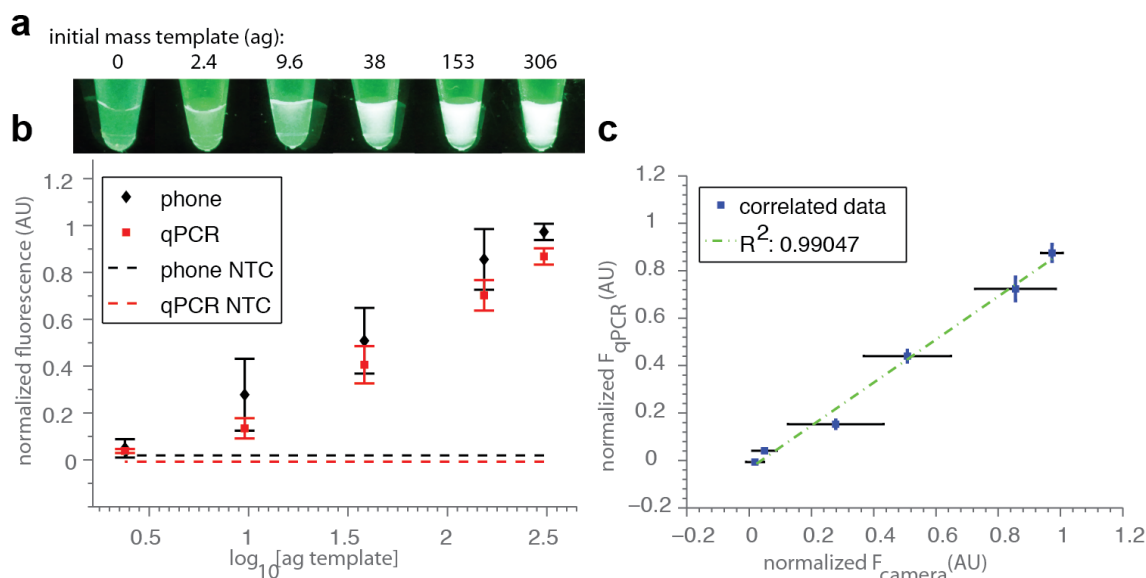 a
initial mass template (ag):
0 2.4 9.6 38 153 306
b
1.2
1
0.8
0.6
0.4
0.2
0
normalized fluorescence (AU)
phone
qPCR
phone NTC
qPCR NTC
0.5 1 1.5 2 2.5
log10[ag template]
c
1.2
1
0.8
0.6
0.4
0.2
0
−0.2
normalized FqPCR(AU)
correlated data
R2: 0.99047
−0.2 0 0.2 0.4 0.6 0.8 1 1.2
normalized Fcamera(AU)